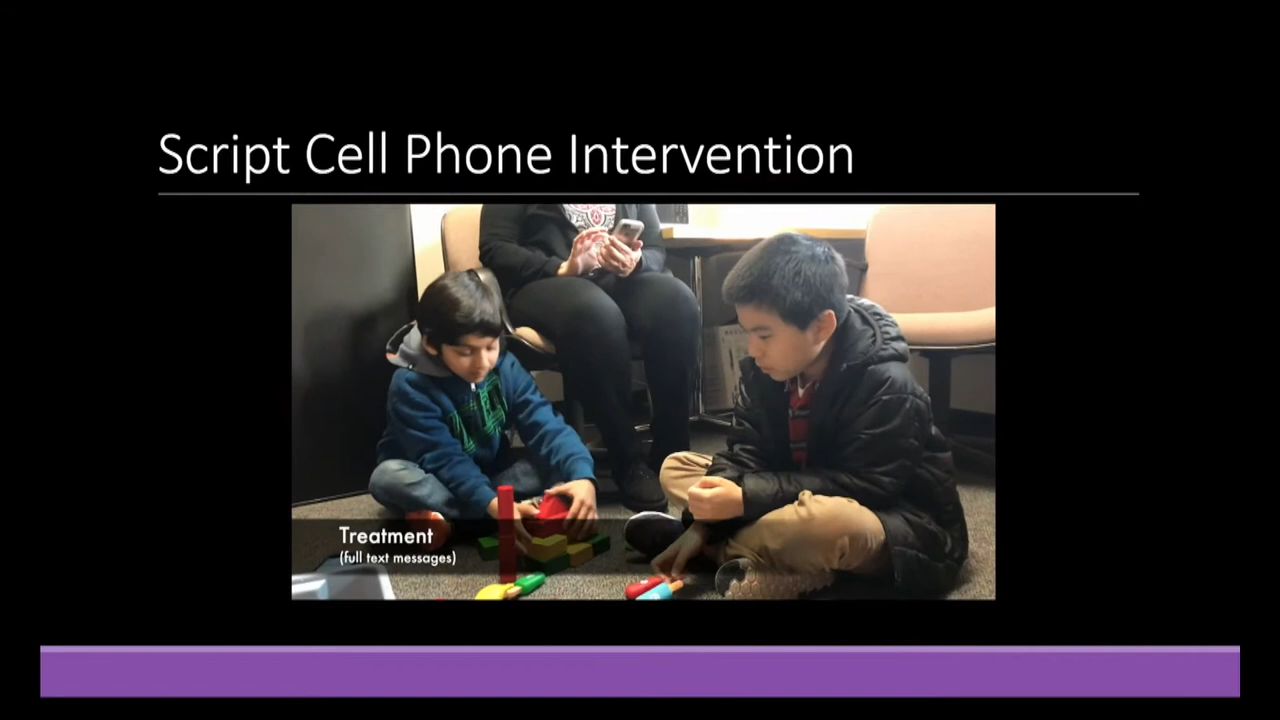 Script Cell Phone Intervention
Treatment
(full text messages)